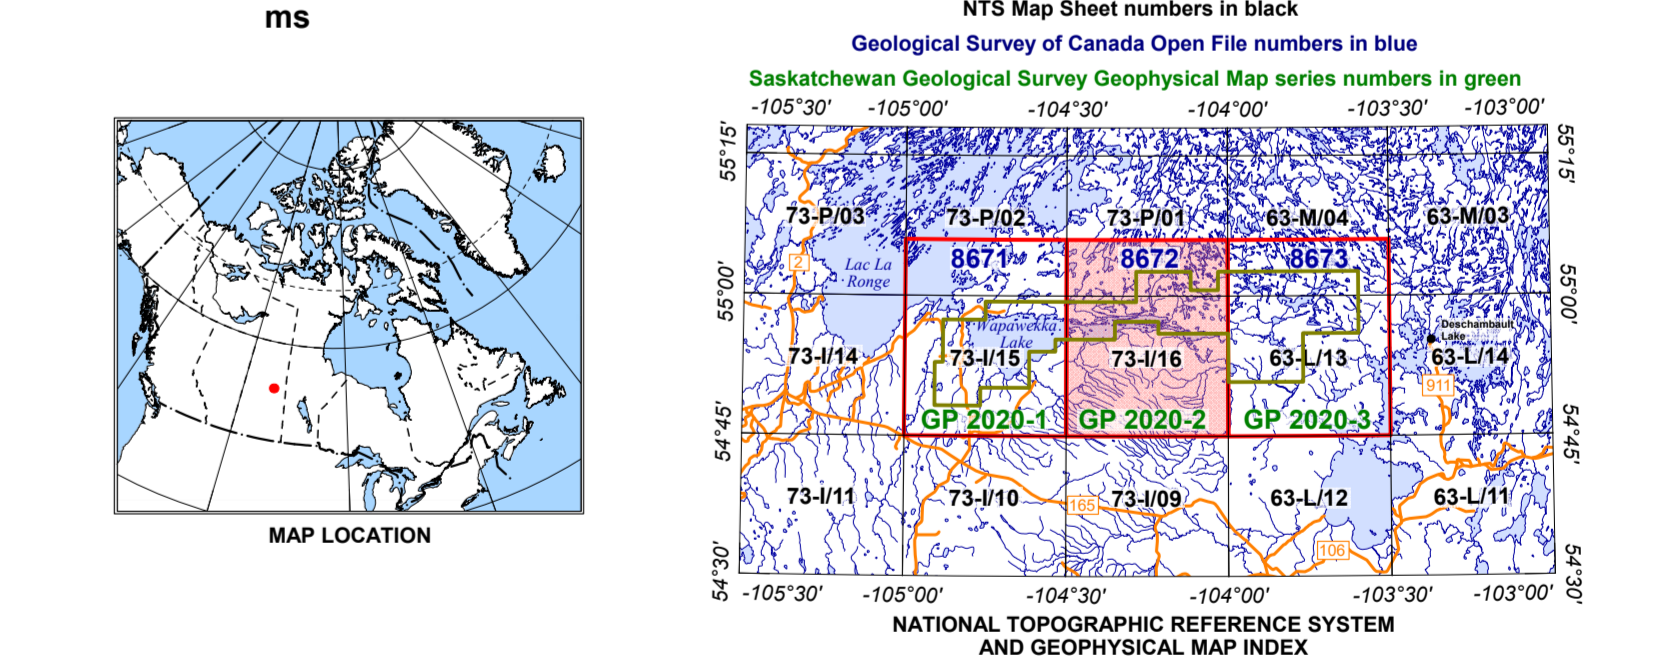 ms
MAP LOCATION
NTS Map Sheet numbers in black
Geological Survey of Canada Open File numbers in blue
Saskatchewan Geological Survey Geophysical Map series numbers in green
-105°30' -105°00' -104°30' -104°00' -103°30' -103°00'
55°15' 55°15'
73-P/03 73-P/02 73-P/01 63-M/04 63-M/03
2
Lac La
Ronge
8671 8672 8673
55°00' 55°00'
Wapawekka
Lake
Deschambault
Lake
73-I/14 73-I/15 73-I/16 63-L/13 63-L/14
911
GP 2020-1 GP 2020-2 GP 2020-3
54°45' 54°45'
73-I/11 73-I/10 73-I/09 63-L/12 63-L/11
165
106
54°30' 54°30'
-105°30' -105°00' -104°30' -104°00' -103°30' -103°00'
NATIONAL TOPOGRAPHIC REFERENCE SYSTEM
AND GEOPHYSICAL MAP INDEX